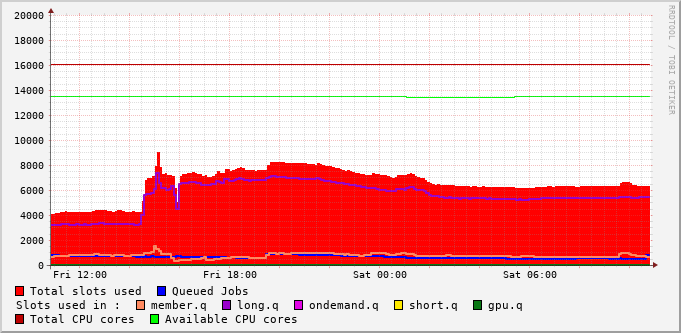 RRDTOOL / TOBI OETIKER
20000
18000
16000
14000
12000
10000
8000
6000
4000
2000
0
Fri 12:00 Fri 18:00 Sat 00:00 Sat 06:00
Total slots used Queued Jobs
Slots used in : member.q long.q ondemand.q short.q gpu.q
Total CPU cores Available CPU cores